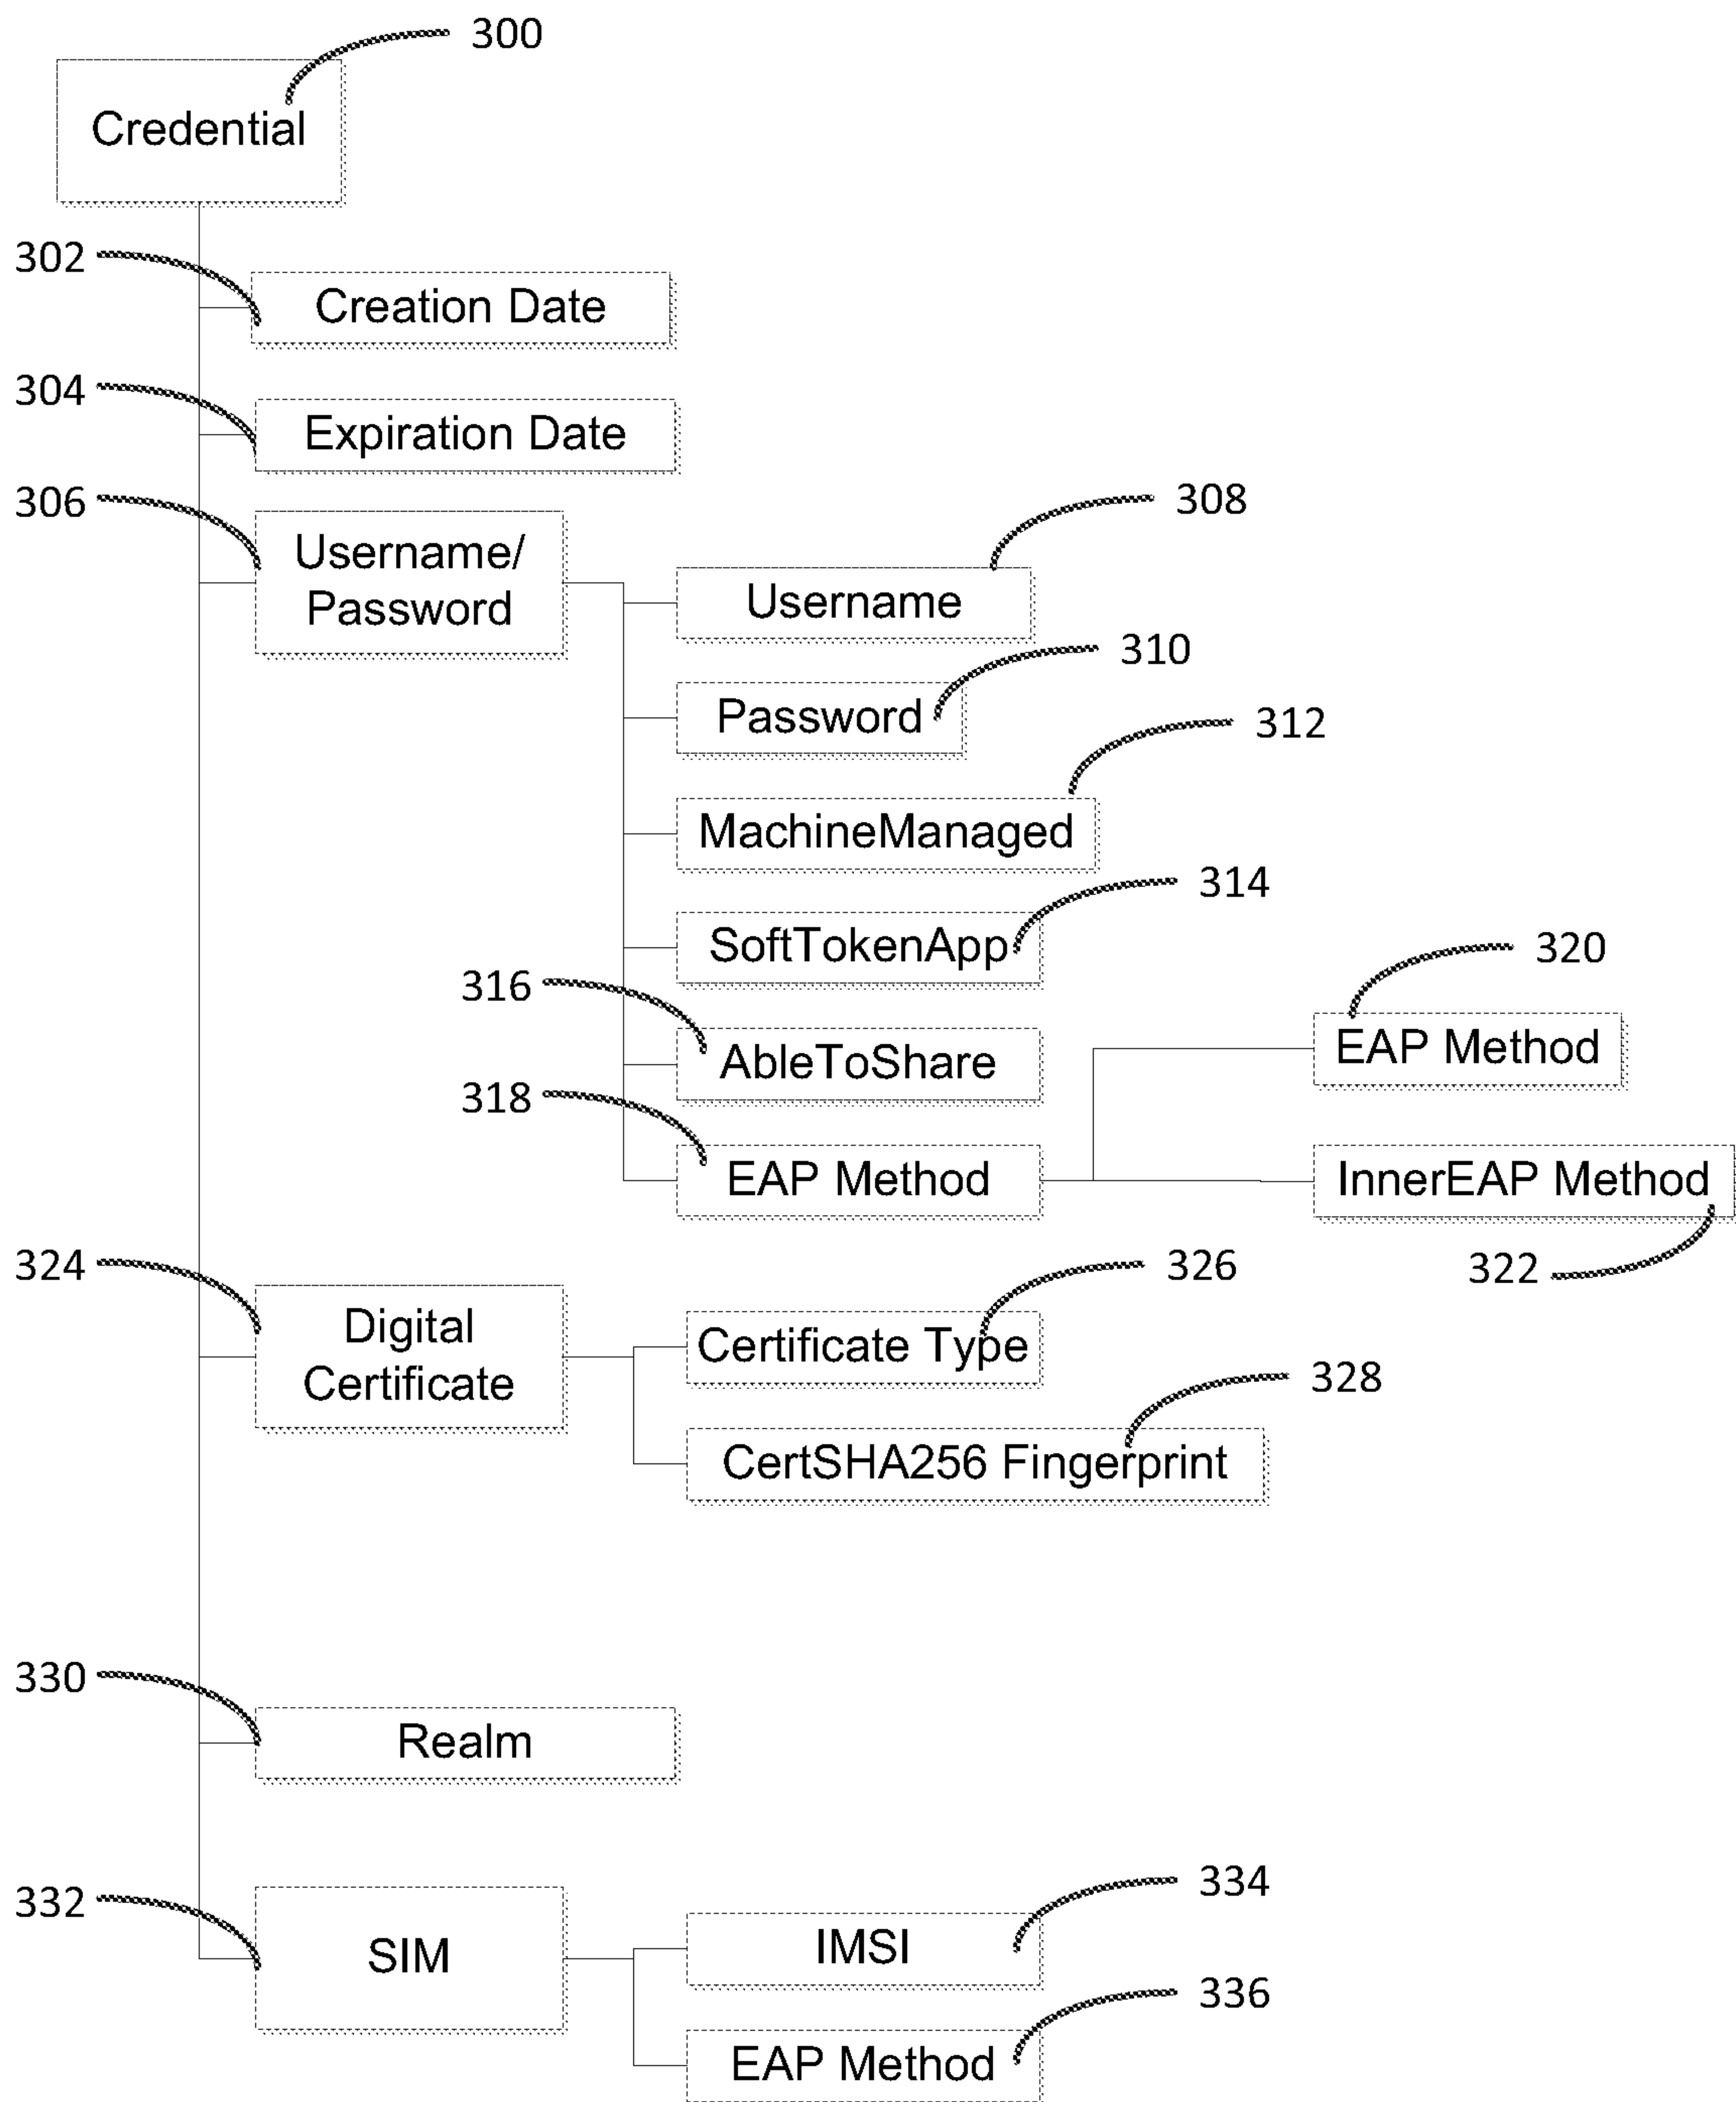 300
Credential
302
Creation Date
304
Expiration Date
306
Username/
Password
308
Username
310
Password
312
MachineManaged
314
SoftTokenApp
316
AbleToShare
318
EAP Method
320
EAP Method
InnerEAP Method
322
324
Digital
Certificate
326
Certificate Type
328
CertSHA256 Fingerprint
330
Realm
332
SIM
334
IMSI
336
EAP Method